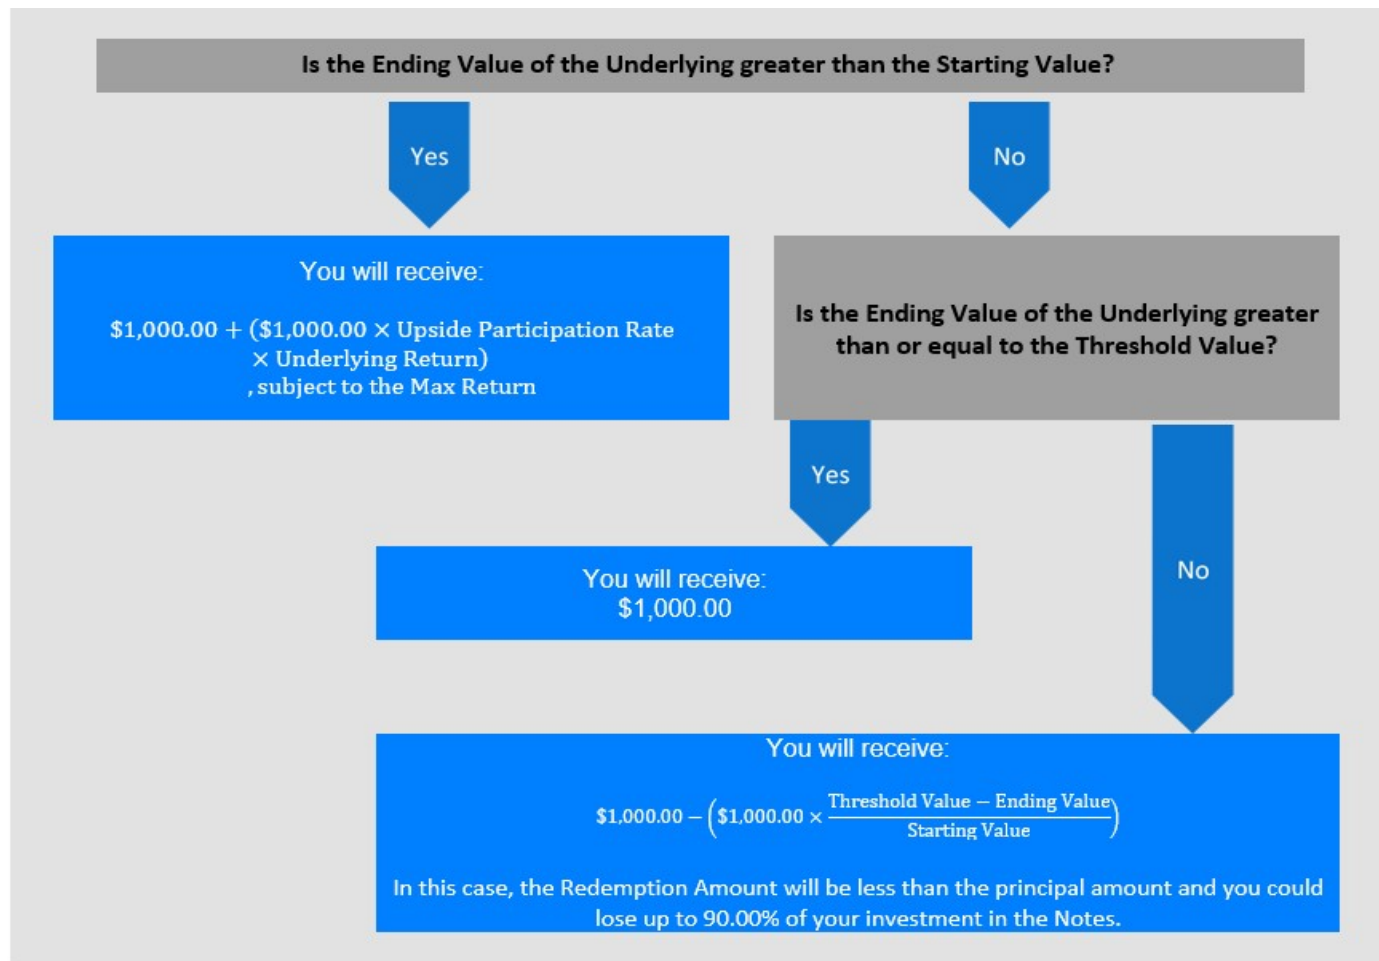 Is the Ending Value of the Underlying greater than the Starting Value?
Yes
No
You will receive:
$1,000.00 + ($1,000.00 × Upside Participation Rate
× Underlying Return)
, subject to the Max Return
Is the Ending Value of the Underlying greater
than or equal to the Threshold Value?
Yes
You will receive:
$1,000.00
No
You will receive:
$1,000.00 − ($1,000.00 × (Threshold Value − Ending Value)/(Starting Value))
In this case, the Redemption Amount will be less than the principal amount and you could
lose up to 90.00% of your investment in the Notes.